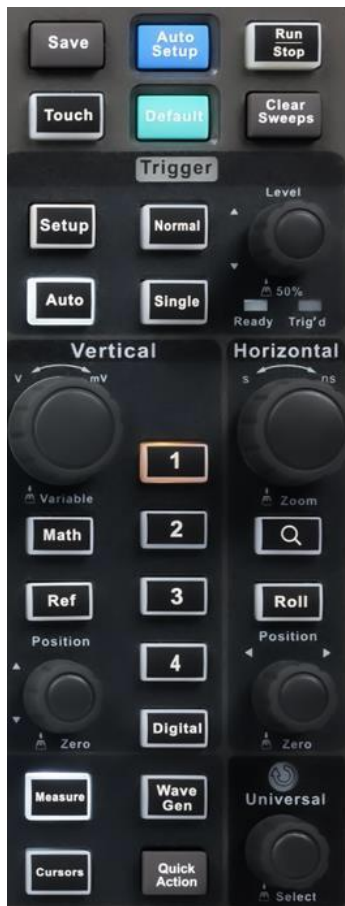 Save
Auto
Setup
Run
Stop
Touch
Default
Clear
Sweeps
Trigger
Level
Setup
Normal
50%
Auto
Single
Ready Trig'd
Vertical
V mV
Variable
1
Math
2
Ref
3
Position
4
Zero
Digital
Horizontal
s ns
Zoom
Roll
Position
Zero
Measure
Wave
Gen
Cursors
Quick
Action
Universal
Select